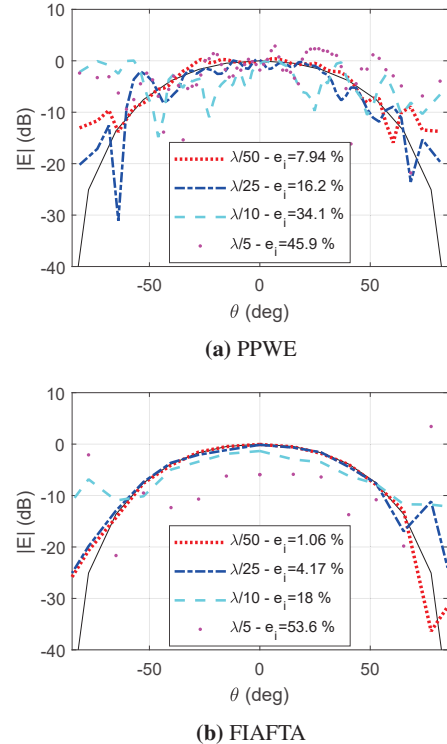 10
0
-10
-20
-30
-40
|E| (dB)
λ/50 - e_i=7.94 %
λ/25 - e_i=16.2 %
λ/10 - e_i=34.1 %
λ/5 - e_i=45.9 %
-50 0 50
θ (deg)
(a) PPWE
10
0
-10
-20
-30
-40
|E| (dB)
λ/50 - e_i=1.06 %
λ/25 - e_i=4.17 %
λ/10 - e_i=18 %
λ/5 - e_i=53.6 %
-50 0 50
θ (deg)
(b) FIAFTA